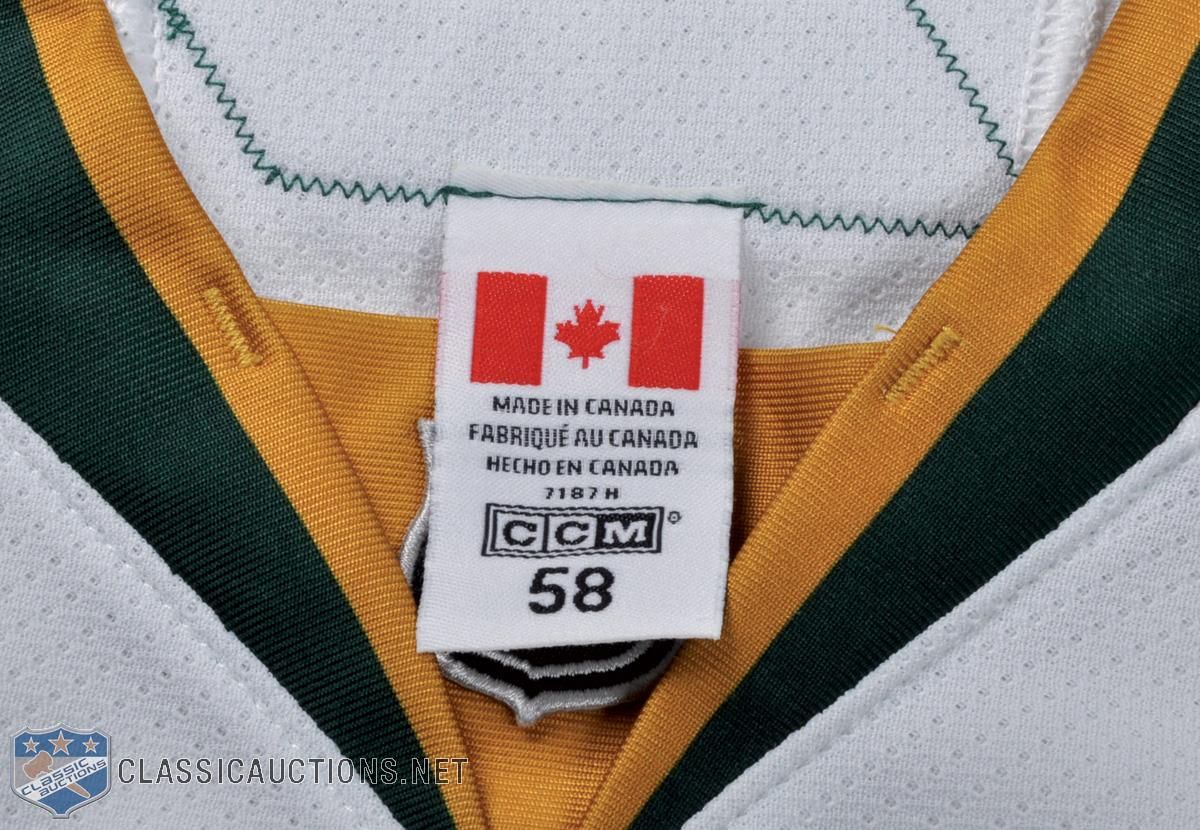 MADE IN CANADA
FABRIQUÉ AU CANADA
HECHO EN CANADA
7187 H
CCM®
58
CLASSIC
AUCTIONS
CLASSICAUCTIONS.NET